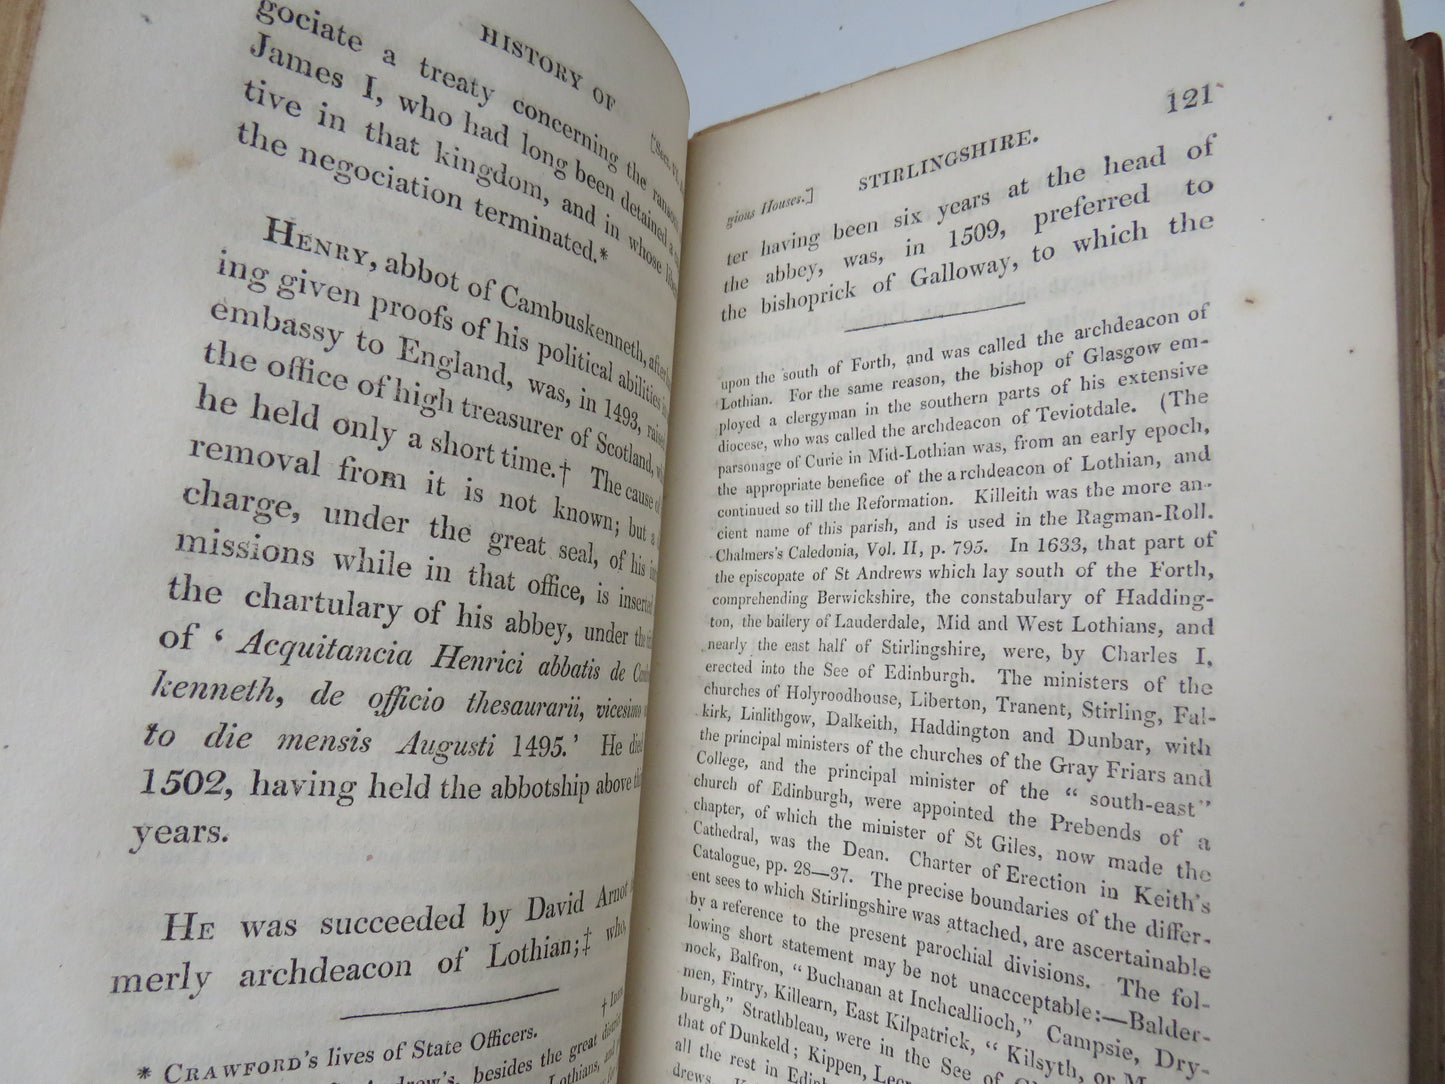 HISTORY OF
[Sect. VI.
gociate a treaty concerning the ransom
James I, who had long been detained a
tive in that kingdom, and in whose
the negociation terminated.*
HENRY, abbot of Cambuskenneth, after
ing given proofs of his political abilities
embassy to England, was, in 1493,
the office of high treasurer of Scotland,
he held only a short time.† The cause of
removal from it is not known; but a
charge, under the great seal, of his
missions while in that office, is inserted
the chartulary of his abbey, under the
of ‘ Acquitancia Henrici abbatis de
kenneth, de officio thesaurarii, vicesimo
to die mensis Augusti 1495.’ He died
1502, having held the abbotship above
years.
HE was succeeded by David Arnot
merly archdeacon of Lothian;‡ who,
* CRAWFORD's lives of State Officers. †
Andrew's, besides the great
Lothians, and
121
gious Houses.] STIRLINGSHIRE.
ter having been six years at the head of
the abbey, was, in 1509, preferred to
the bishoprick of Galloway, to which the
upon the south of Forth, and was called the archdeacon of
Lothian. For the same reason, the bishop of Glasgow em-
ployed a clergyman in the southern parts of his extensive
diocese, who was called the archdeacon of Teviotdale. (The
parsonage of Curie in Mid-Lothian was, from an early epoch,
the appropriate benefice of the archdeacon of Lothian, and
continued so till the Reformation. Killeith was the more an-
cient name of this parish, and is used in the Ragman-Roll.
Chalmers's Caledonia, Vol. II, p. 795. In 1633, that part of
the episcopate of St Andrews which lay south of the Forth,
comprehending Berwickshire, the constabulary of Hadding-
ton, the bailery of Lauderdale, Mid and West Lothians, and
nearly the east half of Stirlingshire, were, by Charles I,
erected into the See of Edinburgh. The ministers of the
churches of Holyroodhouse, Liberton, Tranent, Stirling, Fal-
kirk, Linlithgow, Dalkeith, Haddington and Dunbar, with
the principal ministers of the churches of the Gray Friars and
College, and the principal minister of the “ south-east”
church of Edinburgh, were appointed the Prebends of a
chapter, of which the minister of St Giles, now made the
Cathedral, was the Dean. Charter of Erection in Keith's
Catalogue, pp. 28—37. The precise boundaries of the differ-
ent sees to which Stirlingshire was attached, are ascertainable
by a reference to the present parochial divisions. The fol-
lowing short statement may be not unacceptable:—Balder-
nock, Balfron, “ Buchanan at Inchcallioch,” Campsie, Dry-
men, Fintry, Killearn, East Kilpatrick, “ Kilsyth, or
burgh,” Strathblean, were in the See of
that of Dunkeld; Kippen,
all the rest in
drews.